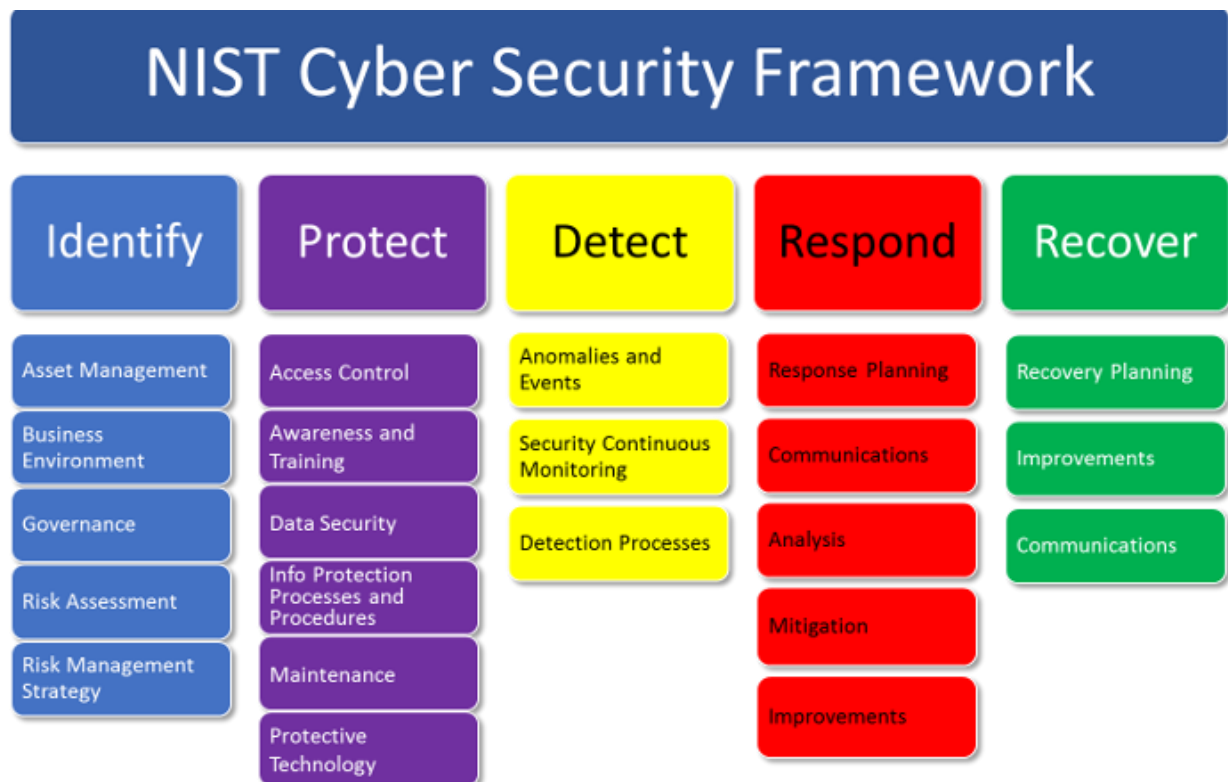 NIST Cyber Security Framework
Identify
Protect
Detect
Respond
Recover
Asset Management
Business
Environment
Governance
Risk Assessment
Risk Management
Strategy
Access Control
Awareness and
Training
Data Security
Info Protection
Processes and
Procedures
Maintenance
Protective
Technology
Anomalies and
Events
Security Continuous
Monitoring
Detection Processes
Response Planning
Communications
Analysis
Mitigation
Improvements
Recovery Planning
Improvements
Communications